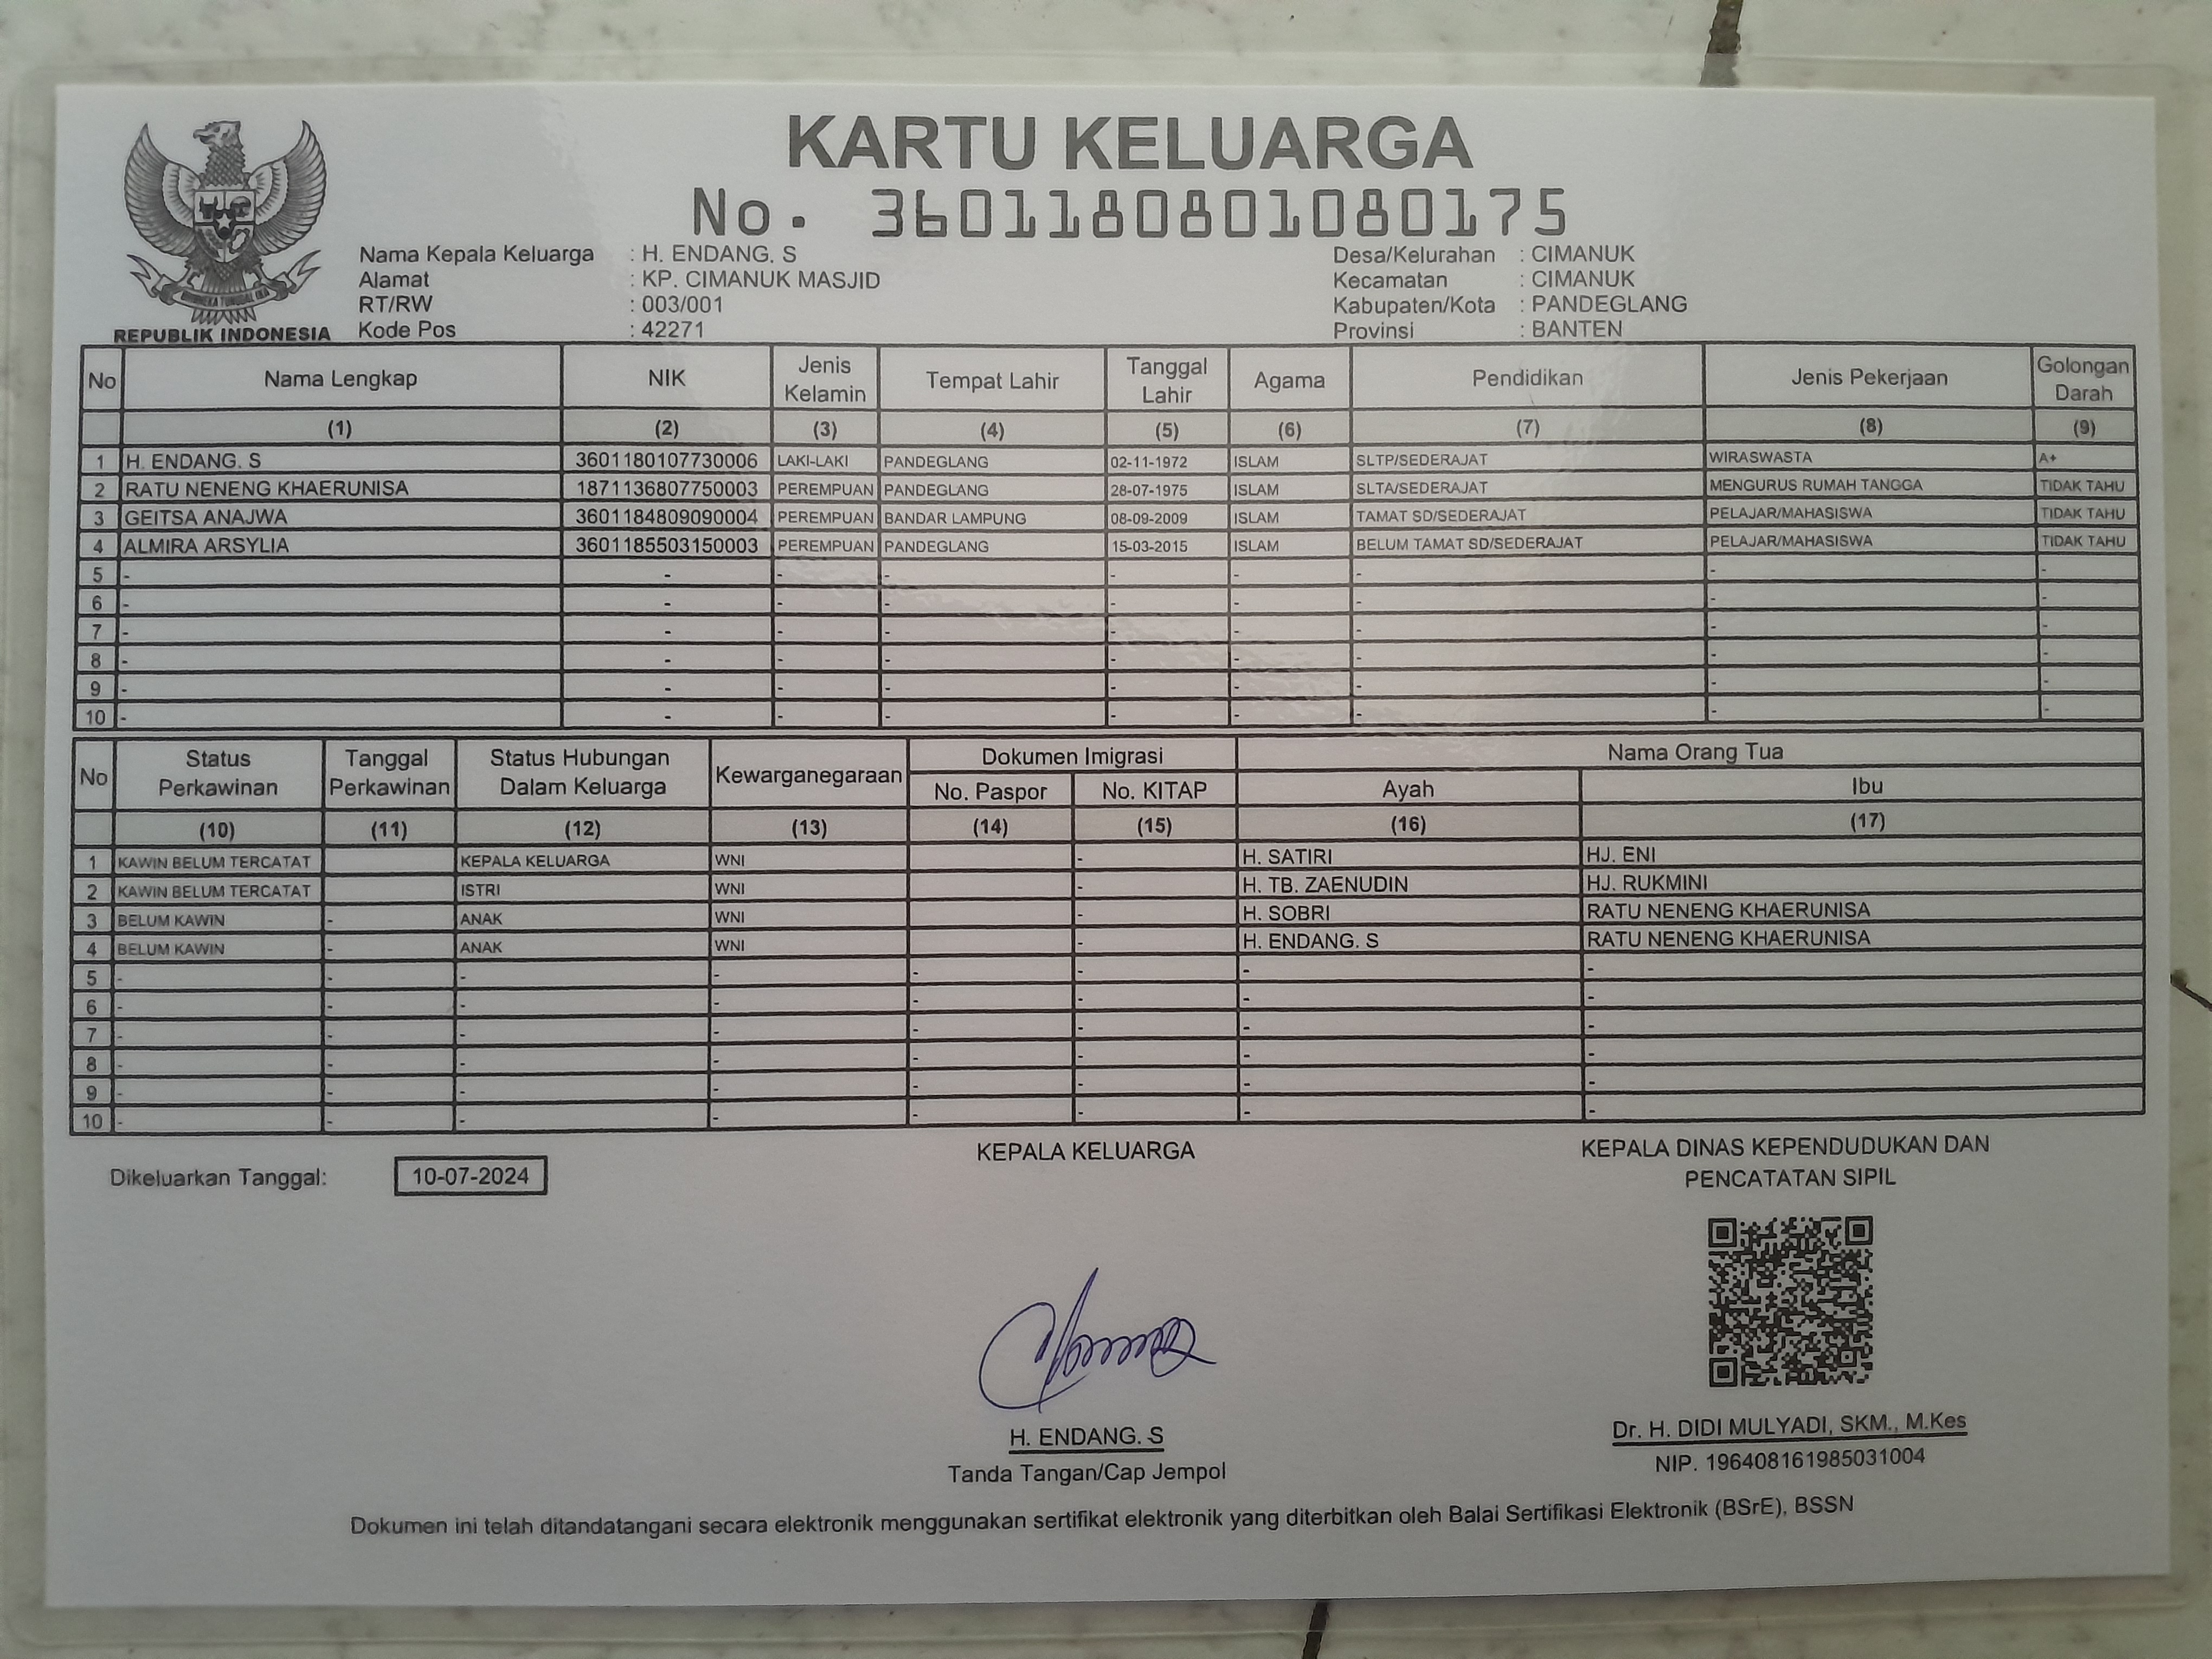 KARTU KELUARGA
No. 3601180801080175
REPUBLIK INDONESIA
Nama Kepala Keluarga : H. ENDANG. S
Alamat : KP. CIMANUK MASJID
RT/RW : 003/001
Kode Pos : 42271
Desa/Kelurahan : CIMANUK
Kecamatan : CIMANUK
Kabupaten/Kota : PANDEGLANG
Provinsi : BANTEN
No Nama Lengkap NIK Jenis Kelamin Tempat Lahir Tanggal Lahir Agama Pendidikan Jenis Pekerjaan Golongan Darah
(1) (2) (3) (4) (5) (6) (7) (8) (9)
1 H. ENDANG. S 3601180107730006 LAKI-LAKI PANDEGLANG 02-11-1972 ISLAM SLTP/SEDERAJAT WIRASWASTA A+
2 RATU NENENG KHAERUNISA 1871136807750003 PEREMPUAN PANDEGLANG 28-07-1975 ISLAM SLTA/SEDERAJAT MENGURUS RUMAH TANGGA TIDAK TAHU
3 GEITSA ANAJWA 3601184809090004 PEREMPUAN BANDAR LAMPUNG 08-09-2009 ISLAM TAMAT SD/SEDERAJAT PELAJAR/MAHASISWA TIDAK TAHU
4 ALMIRA ARSYLIA 3601185503150003 PEREMPUAN PANDEGLANG 15-03-2015 ISLAM BELUM TAMAT SD/SEDERAJAT PELAJAR/MAHASISWA TIDAK TAHU
5 - - - - - - - - -
6 - - - - - - - - -
7 - - - - - - - - -
8 - - - - - - - - -
9 - - - - - - - - -
10 - - - - - - - - -
No Status Perkawinan Tanggal Perkawinan Status Hubungan Dalam Keluarga Kewarganegaraan Dokumen Imigrasi Nama Orang Tua
No. Paspor No. KITAP Ayah Ibu
(10) (11) (12) (13) (14) (15) (16) (17)
1 KAWIN BELUM TERCATAT KEPALA KELUARGA WNI - H. SATIRI HJ. ENI
2 KAWIN BELUM TERCATAT ISTRI WNI - H. TB. ZAENUDIN HJ. RUKMINI
3 BELUM KAWIN - ANAK WNI - H. SOBRI RATU NENENG KHAERUNISA
4 BELUM KAWIN - ANAK WNI - H. ENDANG. S RATU NENENG KHAERUNISA
5 - - - - - - - -
6 - - - - - - - -
7 - - - - - - - -
8 - - - - - - - -
9 - - - - - - - -
10 - - - - - - - -
Dikeluarkan Tanggal: 10-07-2024
KEPALA KELUARGA
H. ENDANG. S
Tanda Tangan/Cap Jempol
KEPALA DINAS KEPENDUDUKAN DAN
PENCATATAN SIPIL
Dr. H. DIDI MULYADI, SKM., M.Kes
NIP. 196408161985031004
Dokumen ini telah ditandatangani secara elektronik menggunakan sertifikat elektronik yang diterbitkan oleh Balai Sertifikasi Elektronik (BSrE), BSSN